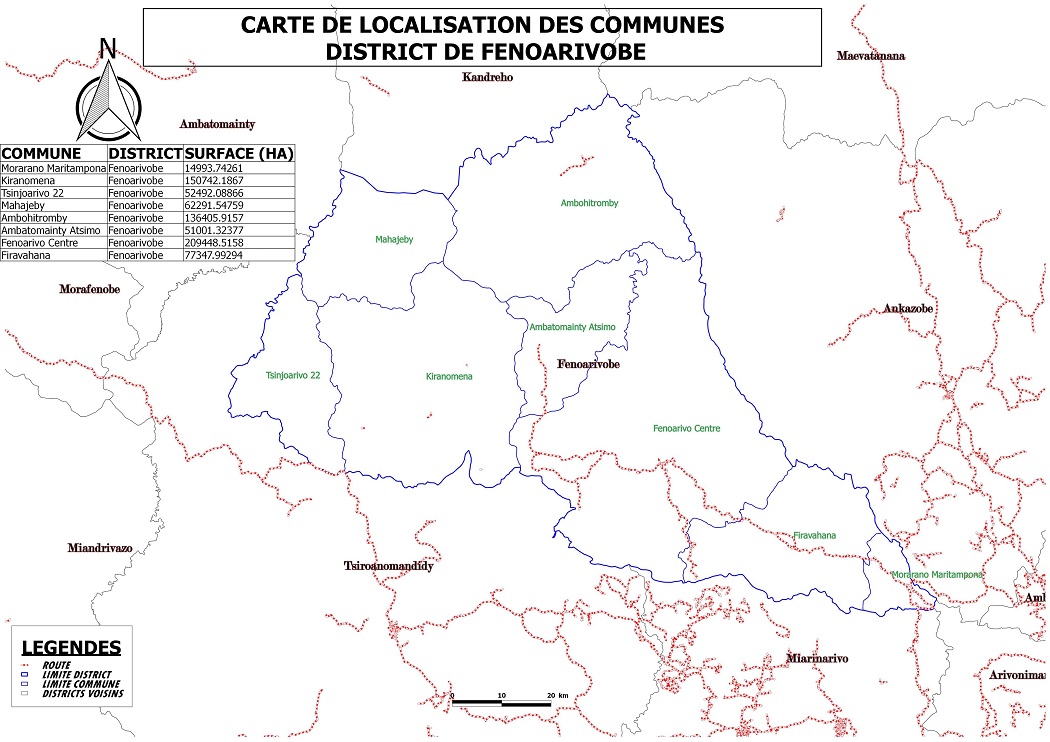 CARTE DE LOCALISATION DES COMMUNES
DISTRICT DE FENOARIVOBE
N
Maevatanana
Kandreho
Ambatomainty
COMMUNE DISTRICT SURFACE (HA)
Morarano Maritampona Fenoarivobe 14993.74261
Kiranomena Fenoarivobe 150742.1867
Tsinjoarivo 22 Fenoarivobe 52492.08866
Mahajeby Fenoarivobe 62291.54759
Ambohitromby Fenoarivobe 136405.9157
Ambatomainty Atsimo Fenoarivobe 51001.32377
Fenoarivo Centre Fenoarivobe 209448.5158
Firavahana Fenoarivobe 77347.99294
Ambohitromby
Mahajeby
Morafenobe
Ankazobe
Ambatomainty Atsimo
Fenoarivobe
Tsinjoarivo 22
Kiranomena
Fenoarivo Centre
Firavahana
Miandrivazo
Tsiroanomandidy
Morarano Maritampona
Amb
Miarinarivo
Arivonima
LEGENDES
ROUTE
LIMITE DISTRICT
LIMITE COMMUNE
DISTRICTS VOISINS
0 10 20 km